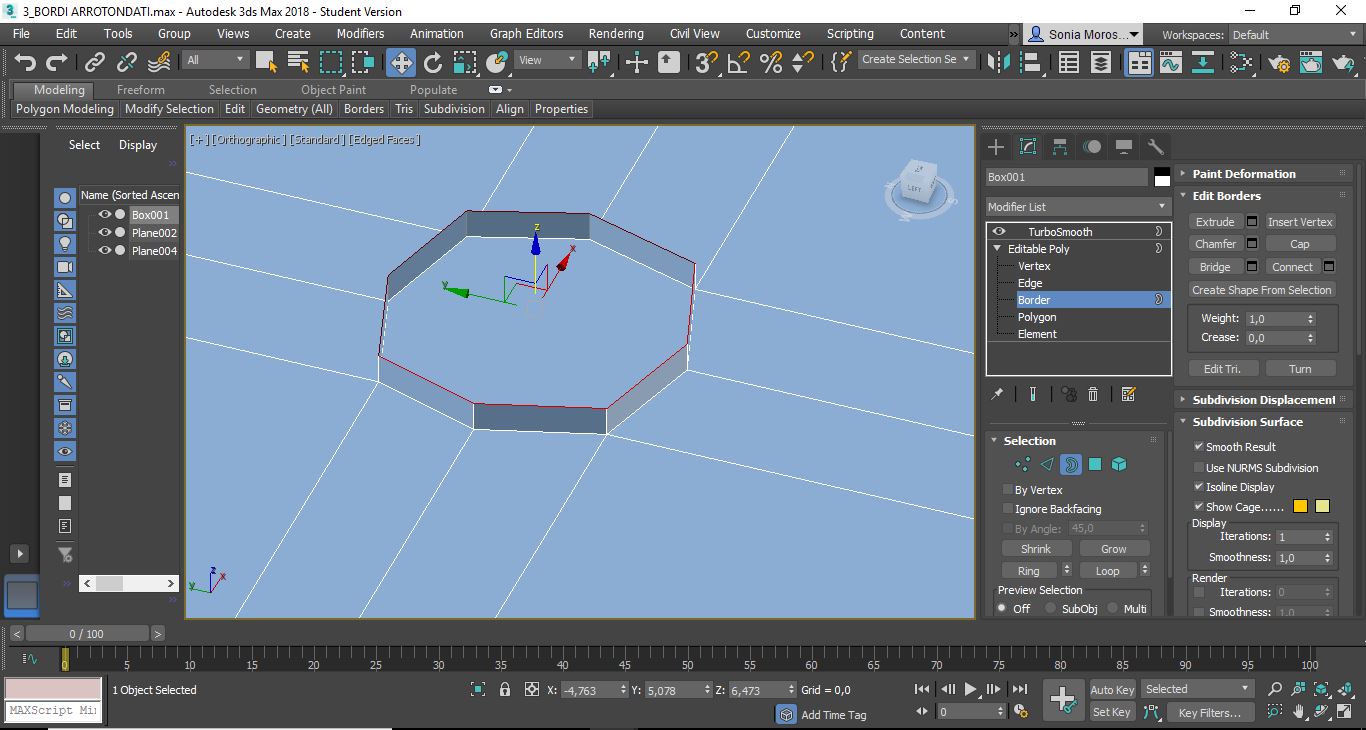 3_BORDI ARROTONDATI.max - Autodesk 3ds Max 2018 - Student Version
File Edit Tools Group Views Create Modifiers Animation Graph Editors Rendering Civil View Customize Scripting Content » Sonia Moros... Workspaces: Default
All View Create Selection Se
Modeling Freeform Selection Object Paint Populate
Polygon Modeling Modify Selection Edit Geometry (All) Borders Tris Subdivision Align Properties
Select Display
Name (Sorted Ascen
Box001
Plane002
Plane004
[+] [Orthographic] [Standard] [Edged Faces]
LEFT
z
x
y
z
x
y
Box001
Modifier List
TurboSmooth
Editable Poly
Vertex
Edge
Border
Polygon
Element
Selection
By Vertex
Ignore Backfacing
By Angle: 45,0
Shrink Grow
Ring Loop
Preview Selection
Off SubObj Multi
Paint Deformation
Edit Borders
Extrude Insert Vertex
Chamfer Cap
Bridge Connect
Create Shape From Selection
Weight: 1,0
Crease: 0,0
Edit Tri. Turn
Subdivision Displacement
Subdivision Surface
Smooth Result
Use NURMS Subdivision
Isoline Display
Show Cage......
Display
Iterations: 1
Smoothness: 1,0
Render
Iterations: 0
Smoothness: 1,0
< 0 / 100 >
0 5 10 15 20 25 30 35 40 45 50 55 60 65 70 75 80 85 90 95 100
1 Object Selected X: -4,763 Y: 5,078 Z: 6,473 Grid = 0,0 Auto Key Selected
MAXScript Mi Add Time Tag 0 Set Key Key Filters...